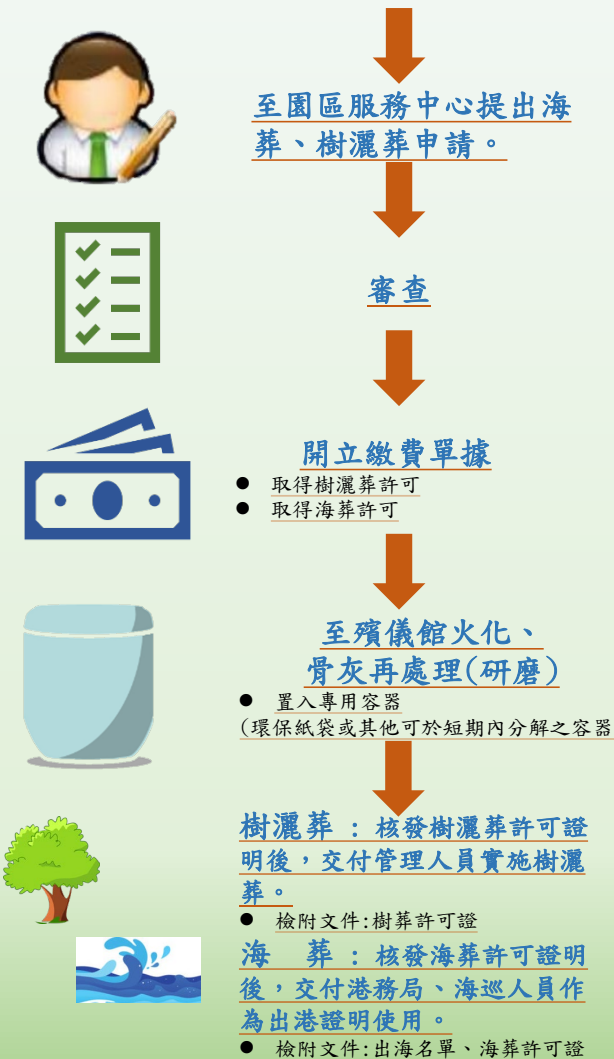 至園區服務中心提出海
葬、樹灑葬申請。
審查
開立繳費單據
● 取得樹灑葬許可
● 取得海葬許可
至殯儀館火化、
骨灰再處理(研磨)
● 置入專用容器
(環保紙袋或其他可於短期內分解之容器
樹灑葬：核發樹灑葬許可證
明後，交付管理人員實施樹灑
葬。
● 檢附文件:樹葬許可證
海　葬：核發海葬許可證明
後，交付港務局、海巡人員作
為出港證明使用。
● 檢附文件:出海名單、海葬許可證